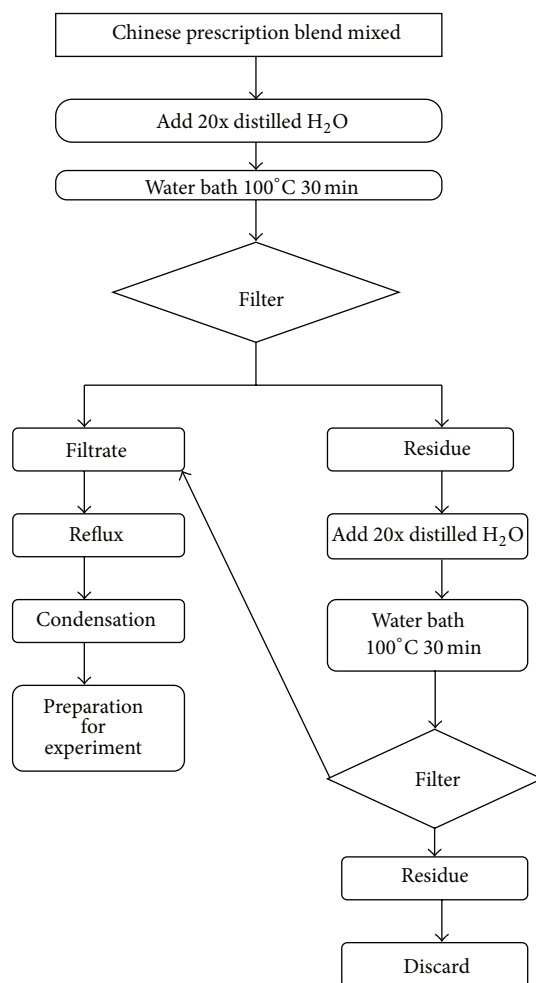 Chinese prescription blend mixed
Add 20x distilled H₂O
Water bath 100°C 30 min
Filter
Filtrate
Reflux
Condensation
Preparation
for
experiment
Residue
Add 20x distilled H₂O
Water bath
100°C 30 min
Filter
Residue
Discard